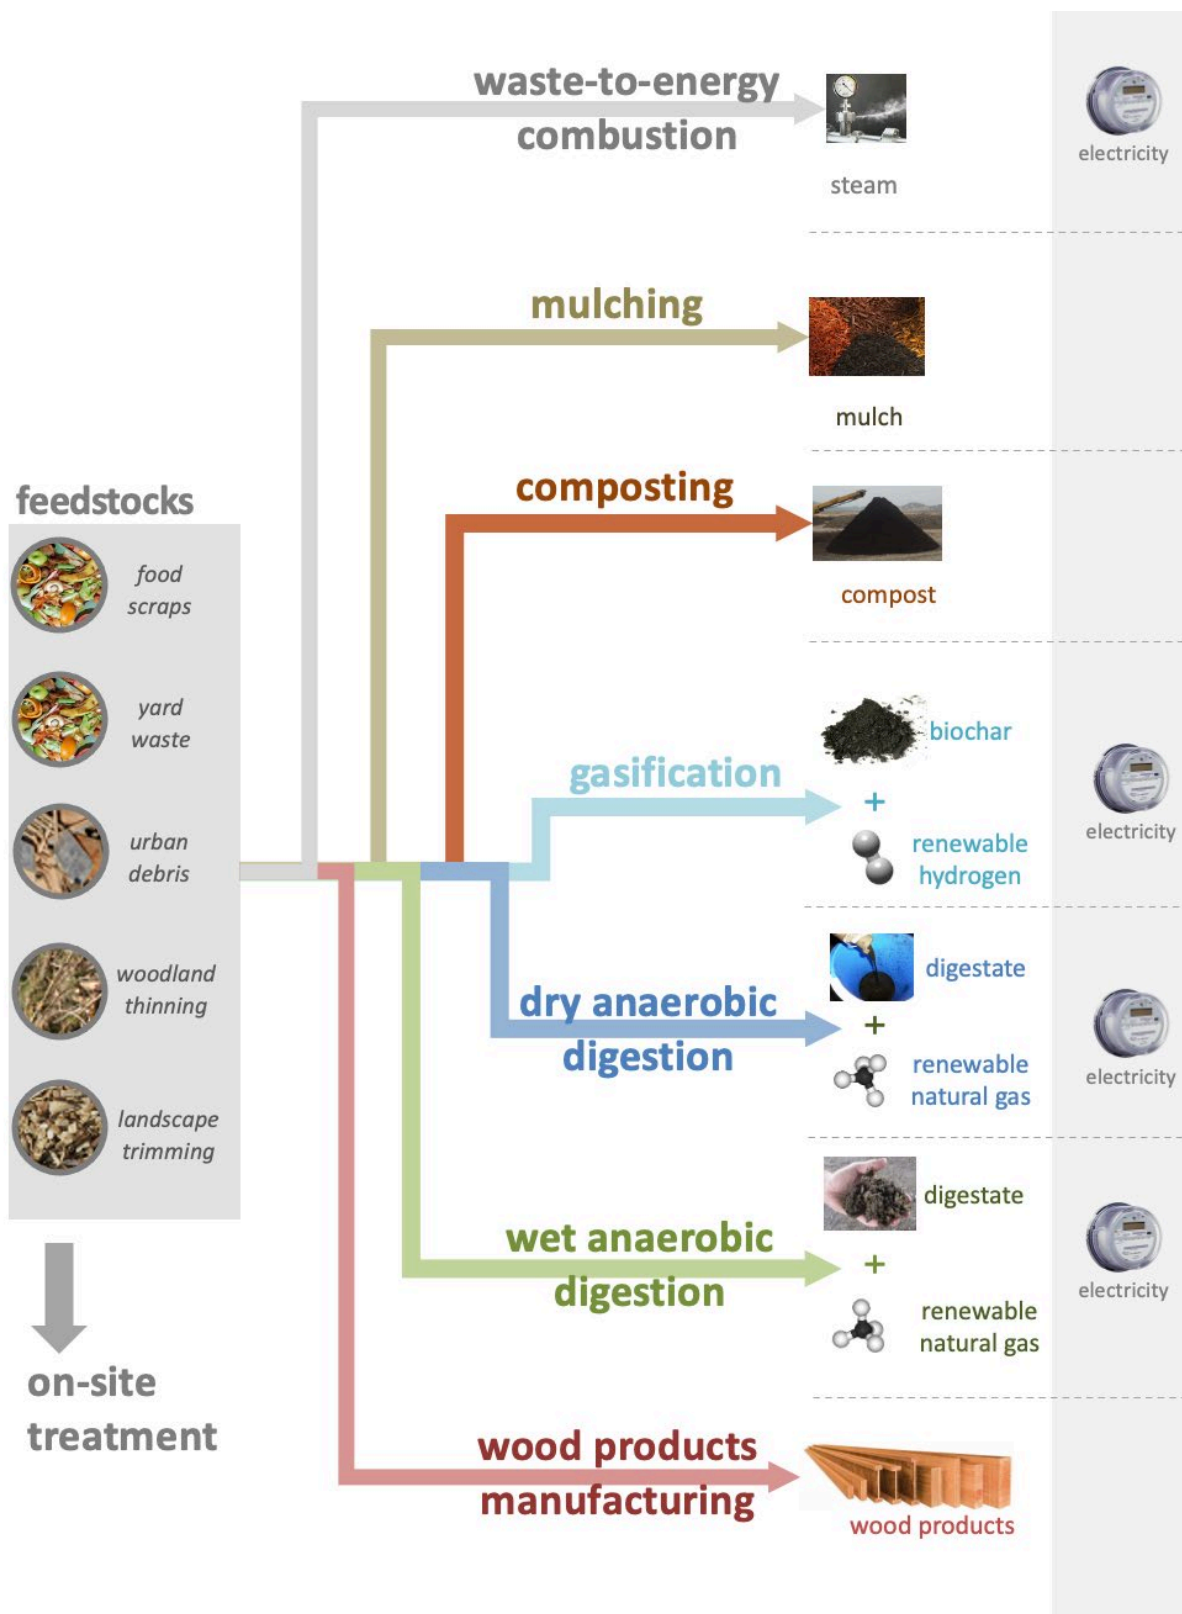 waste-to-energy
combustion
steam
electricity
mulching
mulch
feedstocks
composting
compost
food
scraps
yard
waste
urban
debris
woodland
thinning
landscape
trimming
on-site
treatment
gasification
biochar
+
renewable
hydrogen
electricity
dry anaerobic
digestion
digestate
+
renewable
natural gas
electricity
wet anaerobic
digestion
digestate
+
renewable
natural gas
electricity
wood products
manufacturing
wood products